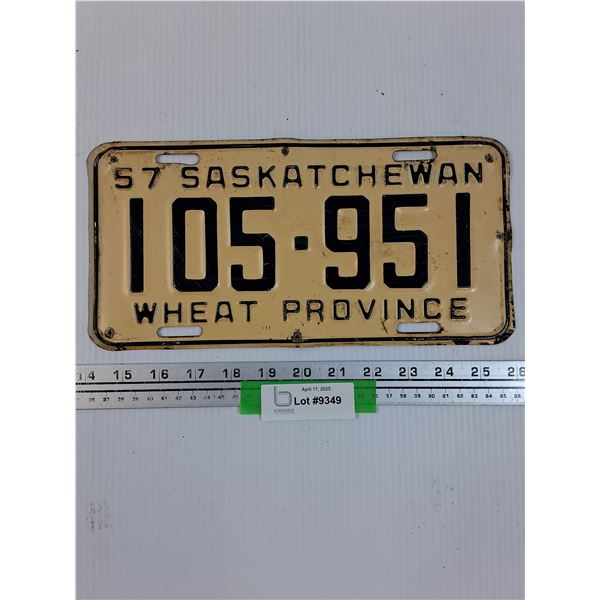 57 SASKATCHEWAN
105·951
WHEAT PROVINCE
14 15 16 17 18 19 20 21 22 23 24 25 26
April 17, 2025
Lot #9349